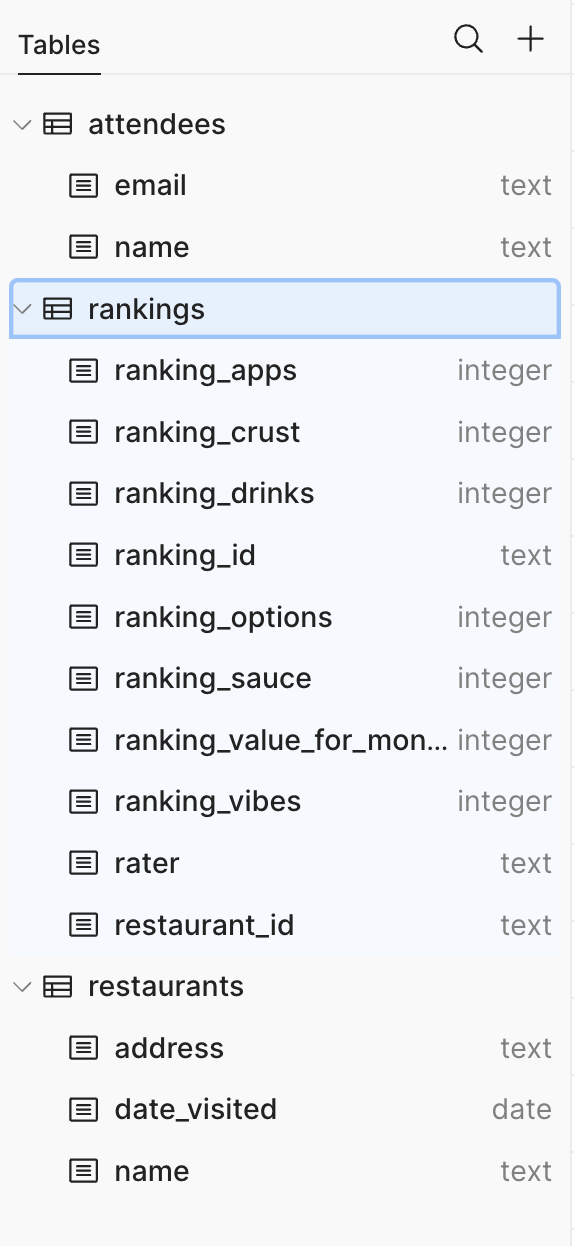 Tables
attendees
email text
name text
rankings
ranking_apps integer
ranking_crust integer
ranking_drinks integer
ranking_id text
ranking_options integer
ranking_sauce integer
ranking_value_for_mon... integer
ranking_vibes integer
rater text
restaurant_id text
restaurants
address text
date_visited date
name text